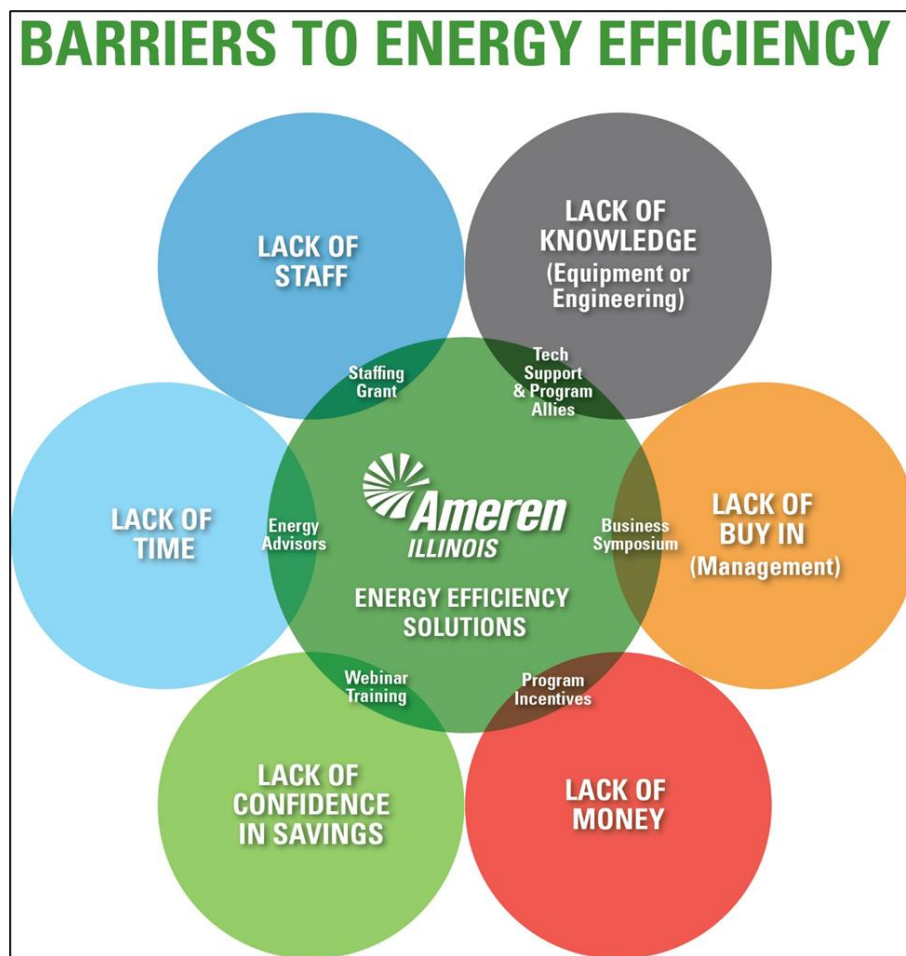 BARRIERS TO ENERGY EFFICIENCY
LACK OF
STAFF
LACK OF
KNOWLEDGE
(Equipment or
Engineering)
Staffing
Grant
Tech
Support
& Program
Allies
LACK OF
TIME
Energy
Advisors
Ameren
ILLINOIS
ENERGY EFFICIENCY
SOLUTIONS
Business
Symposium
LACK OF
BUY IN
(Management)
Webinar
Training
Program
Incentives
LACK OF
CONFIDENCE
IN SAVINGS
LACK OF
MONEY